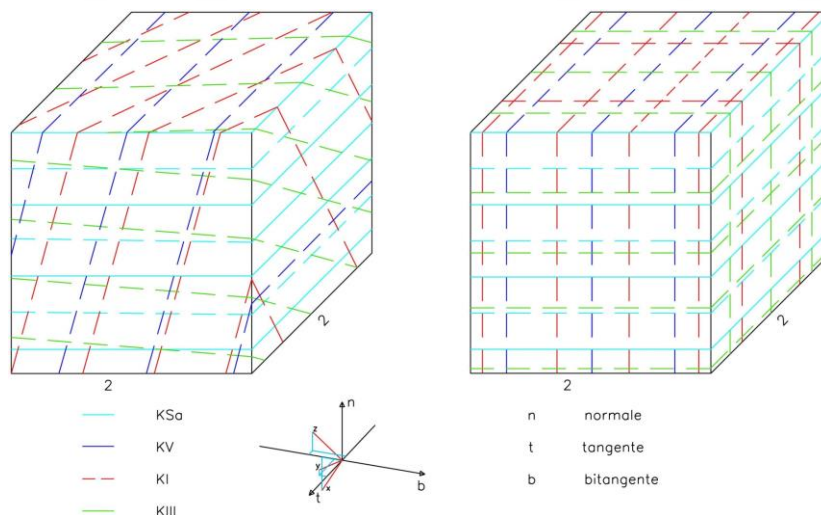 2
2
2
2
KSa
KV
KI
KIII
n
z
y
x
t
b
n normale
t tangente
b bitangente